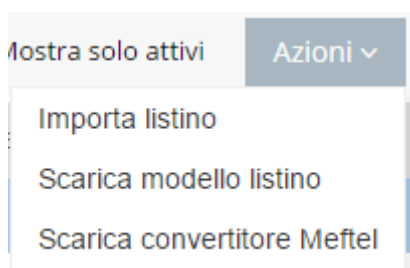 Mostra solo attivi Azioni
Importa listino
Scarica modello listino
Scarica convertitore Meftel